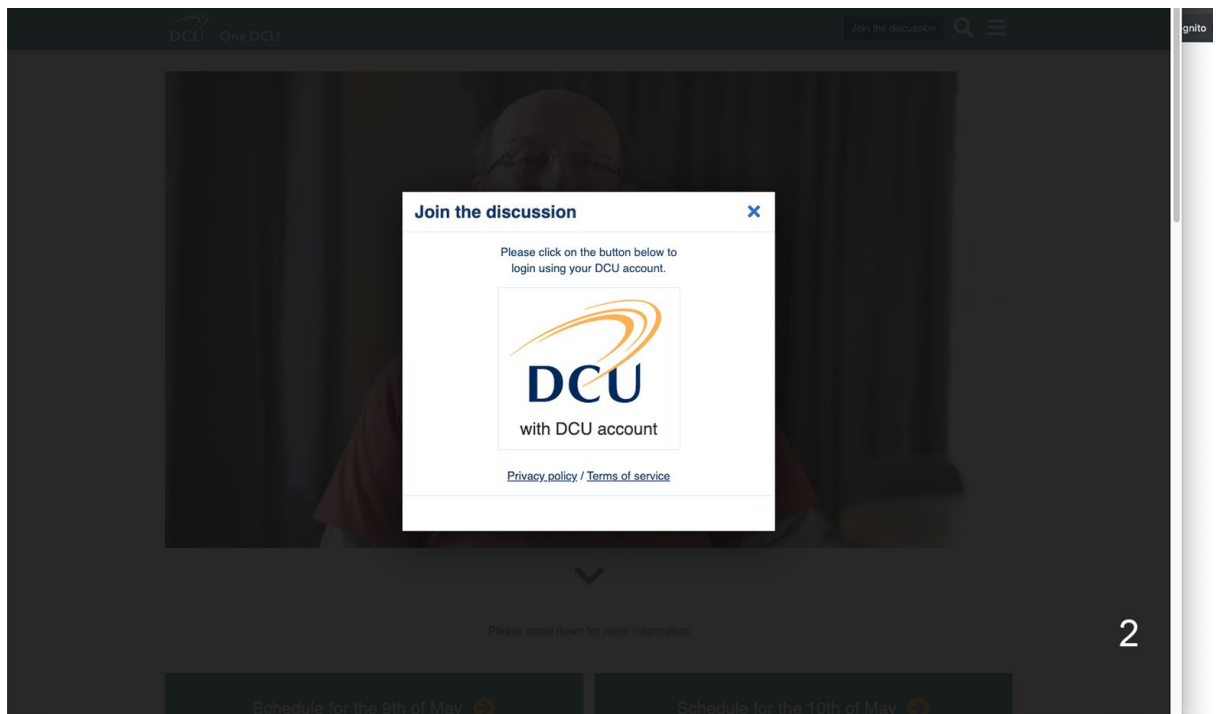 gnito
DCU One DCU
Join the discussion
Join the discussion
Please click on the button below to
login using your DCU account.
DCU
with DCU account
Privacy policy / Terms of service
Please scroll down for more information
2
Schedule for the 9th of May
Schedule for the 10th of May